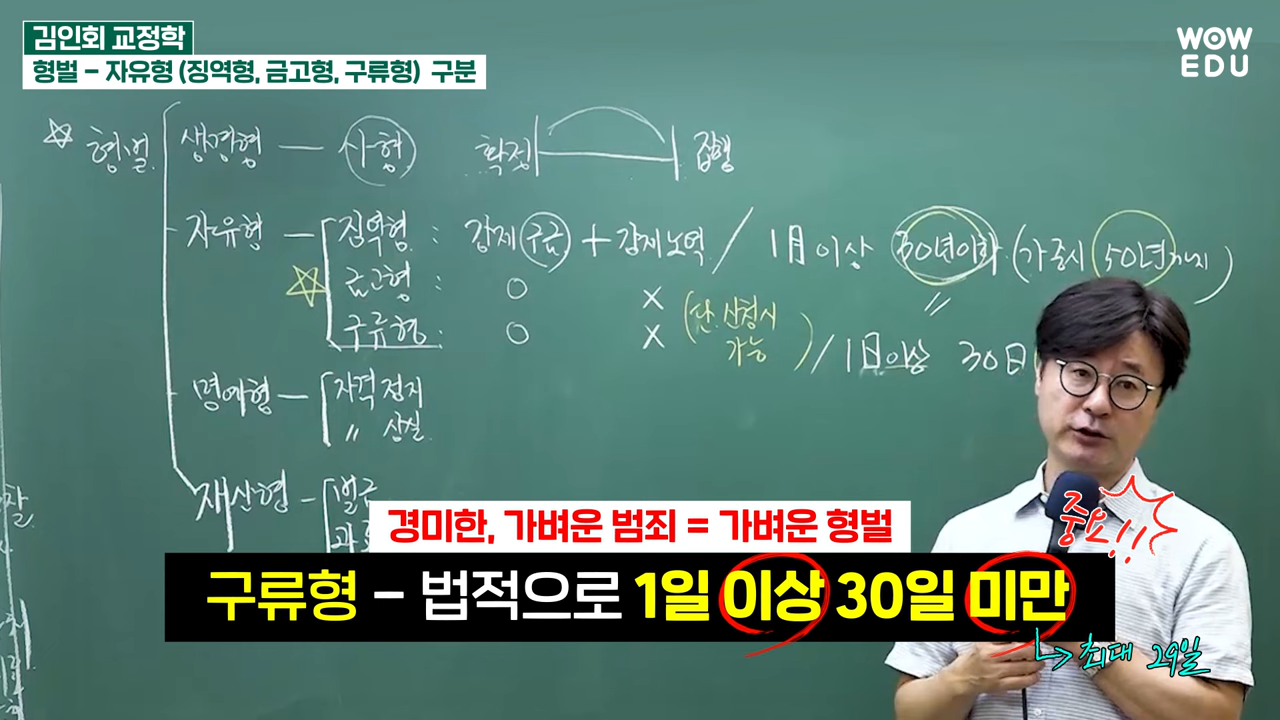 김인회 교정학
형벌 - 자유형 (징역형, 금고형, 구류형) 구분
WOW
EDU
☆ 형벌
생명형 — 사형
확정
집행
자유형 —
징역형 : 강제구금 + 강제노역 / 1月이상 30년이하 (가중시 50년까지)
금고형 : ○ X
구류형 : ○ X
(단. 신청시
가능)
/ 1日이상 30日
명예형 —
자격정지
〃 상실
재산형 —
벌금
경미한, 가벼운 범죄 = 가벼운 형벌
구류형 - 법적으로 1일 이상 30일 미만
중요!!
최대 29일